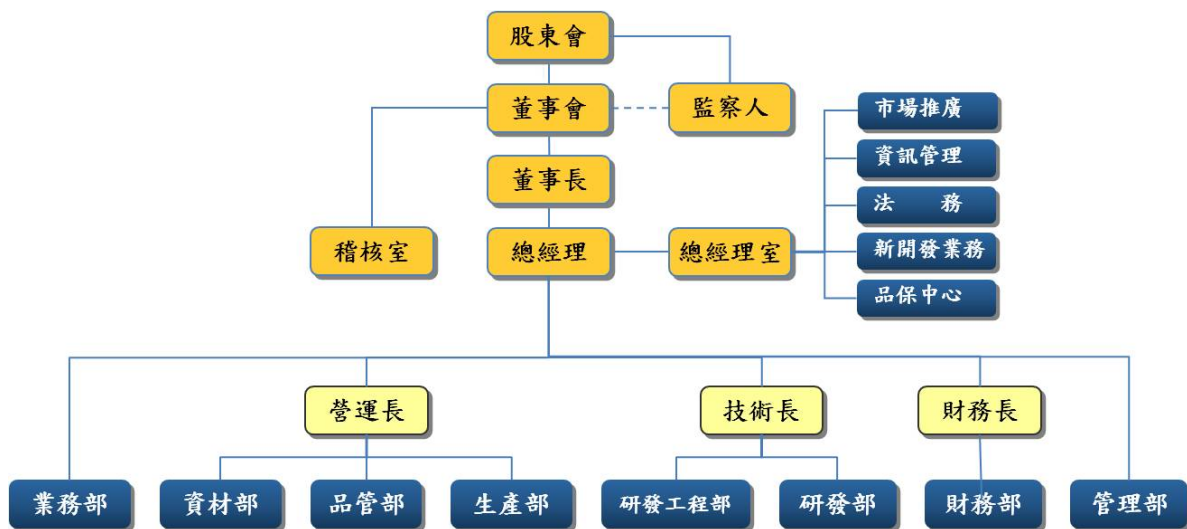 股東會
董事會
監察人
市場推廣
資訊管理
董事長
法　　務
稽核室
總經理
總經理室
新開發業務
品保中心
營運長
技術長
財務長
業務部
資材部
品管部
生產部
研發工程部
研發部
財務部
管理部